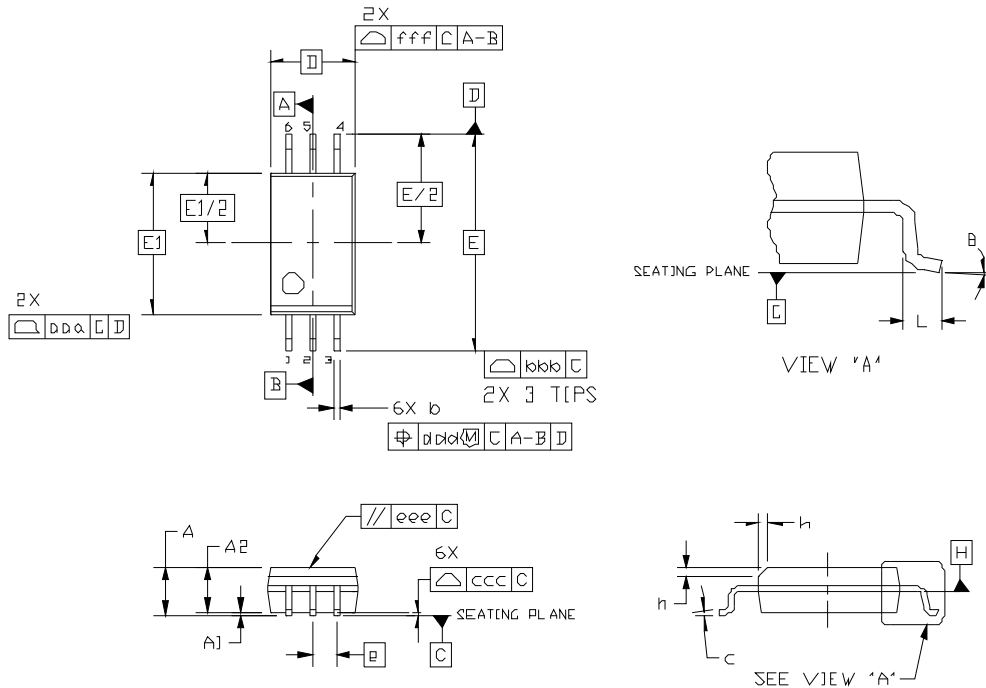 2X
fff C A-B
D
A
D
6 5 4
E/2
E1/2
E1
E
SEATING PLANE
θ
C
L
2X
C D
1 2 3
bbb C
2X 3 TIPS
VIEW "A"
B
6X b
ddd M C A-B D
// eee C
A
A2
6X
ccc C
SEATING PLANE
A1
e
C
h
H
h
c
SEE VIEW "A"